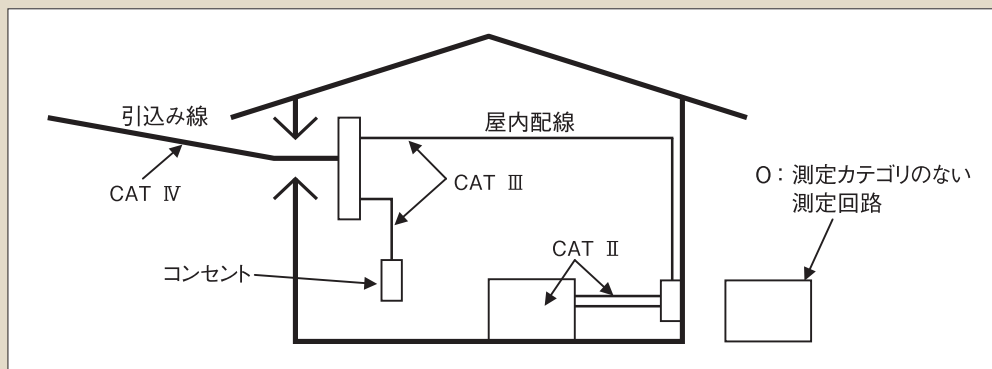 引込み線
屋内配線
CAT Ⅳ
CAT Ⅲ
O：測定カテゴリのない
測定回路
コンセント
CAT Ⅱ